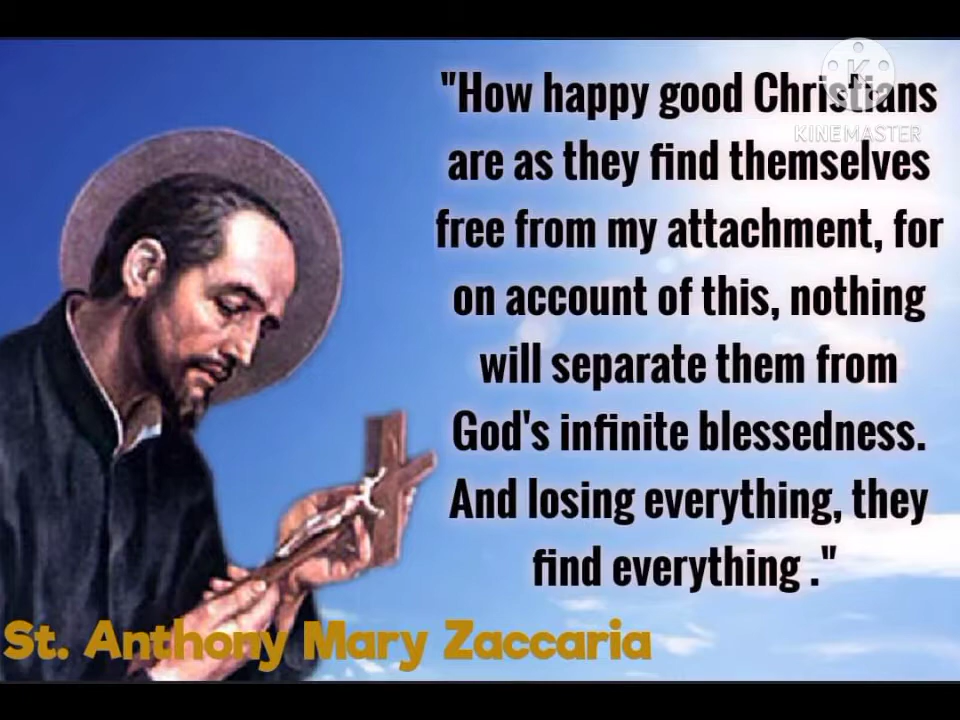 "How happy good Christians
are as they find themselves
free from my attachment, for
on account of this, nothing
will separate them from
God's infinite blessedness.
And losing everything, they
find everything ."
St. Anthony Mary Zaccaria
K
KINEMASTER